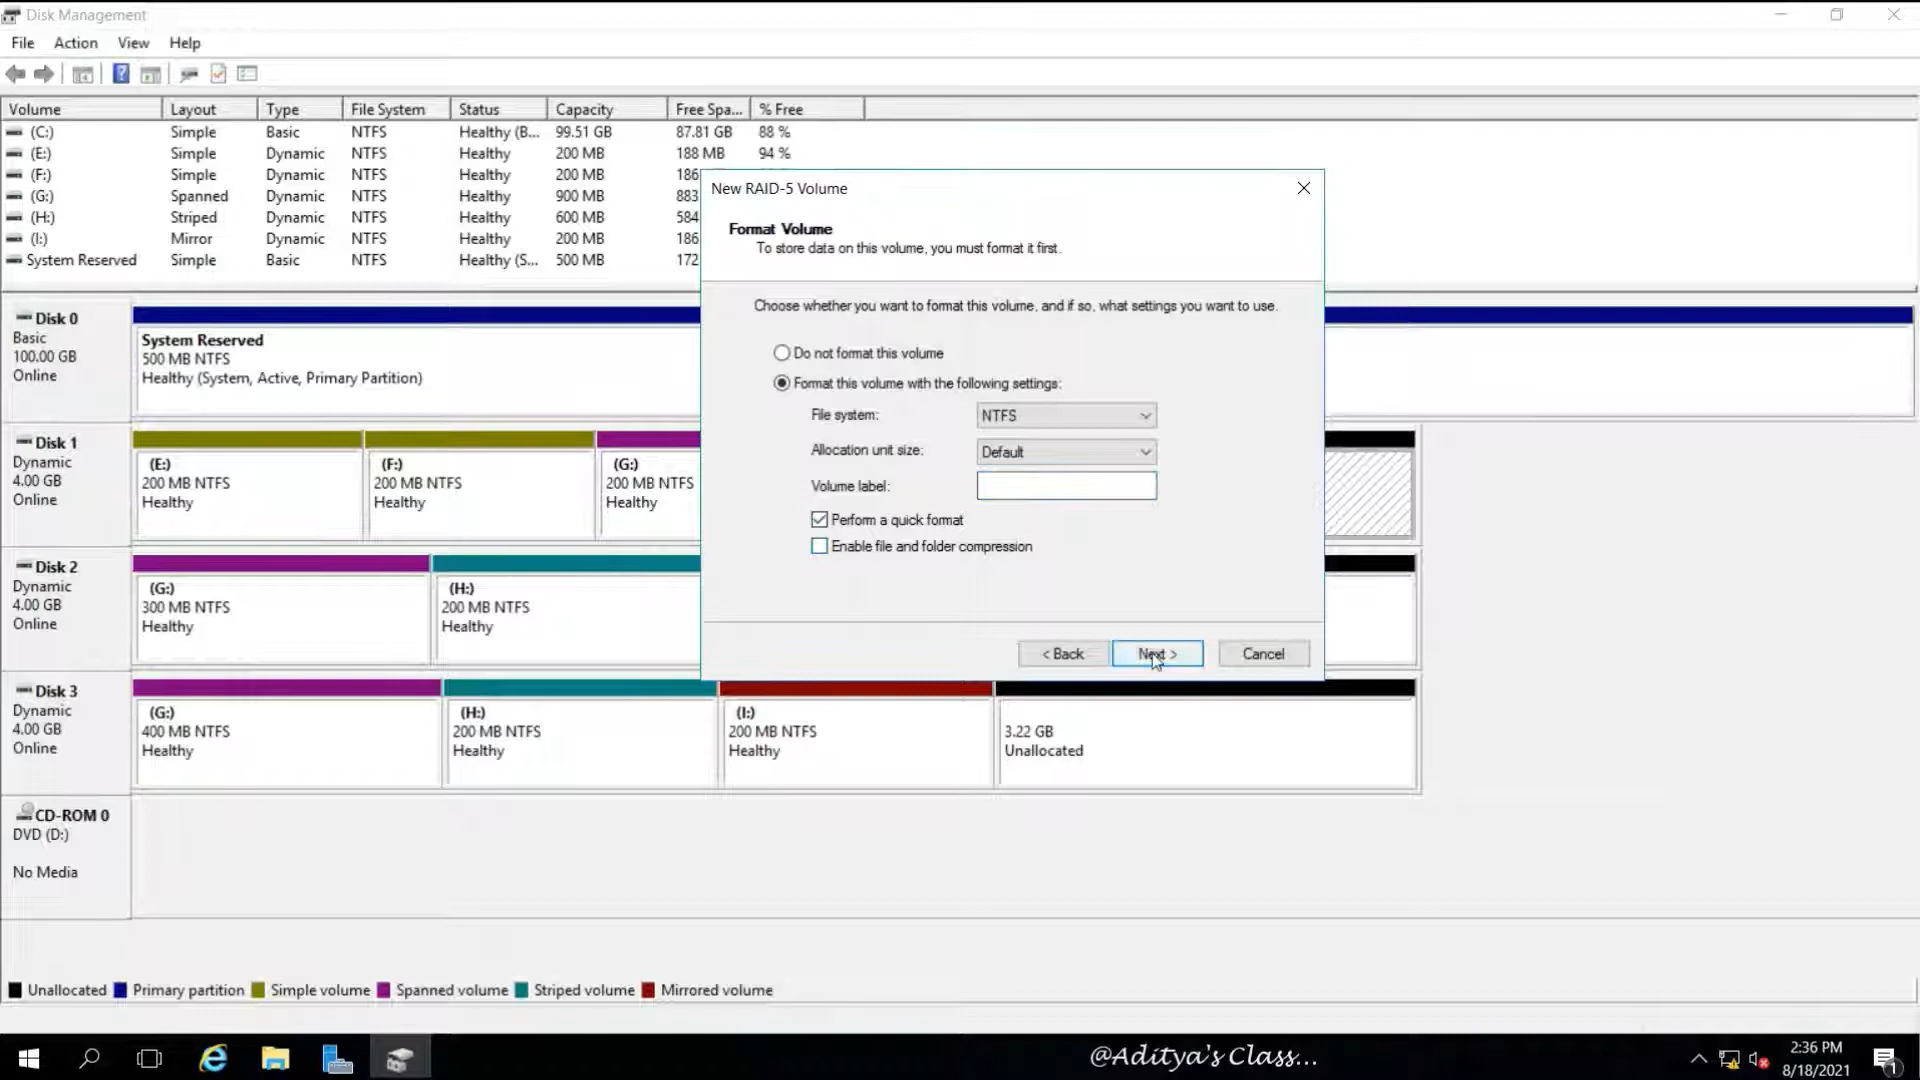 Disk Management
File Action View Help
Volume Layout Type File System Status Capacity Free Spa... % Free
(C:) Simple Basic NTFS Healthy (B... 99.51 GB 87.81 GB 88 %
(E:) Simple Dynamic NTFS Healthy 200 MB 188 MB 94 %
(F:) Simple Dynamic NTFS Healthy 200 MB 186
(G:) Spanned Dynamic NTFS Healthy 900 MB 883
(H:) Striped Dynamic NTFS Healthy 600 MB 584
(I:) Mirror Dynamic NTFS Healthy 200 MB 186
System Reserved Simple Basic NTFS Healthy (S... 500 MB 172
Disk 0
Basic
100.00 GB
Online
System Reserved
500 MB NTFS
Healthy (System, Active, Primary Partition)
Disk 1
Dynamic
4.00 GB
Online
(E:)
200 MB NTFS
Healthy
(F:)
200 MB NTFS
Healthy
(G:)
200 MB NTFS
Healthy
Disk 2
Dynamic
4.00 GB
Online
(G:)
300 MB NTFS
Healthy
(H:)
200 MB NTFS
Healthy
Disk 3
Dynamic
4.00 GB
Online
(G:)
400 MB NTFS
Healthy
(H:)
200 MB NTFS
Healthy
(I:)
200 MB NTFS
Healthy
3.22 GB
Unallocated
CD-ROM 0
DVD (D:)
No Media
New RAID-5 Volume
Format Volume
To store data on this volume, you must format it first.
Choose whether you want to format this volume, and if so, what settings you want to use.
Do not format this volume
Format this volume with the following settings:
File system: NTFS
Allocation unit size: Default
Volume label:
Perform a quick format
Enable file and folder compression
< Back Next > Cancel
Unallocated Primary partition Simple volume Spanned volume Striped volume Mirrored volume
@Aditya's Class...
2:36 PM
8/18/2021
1